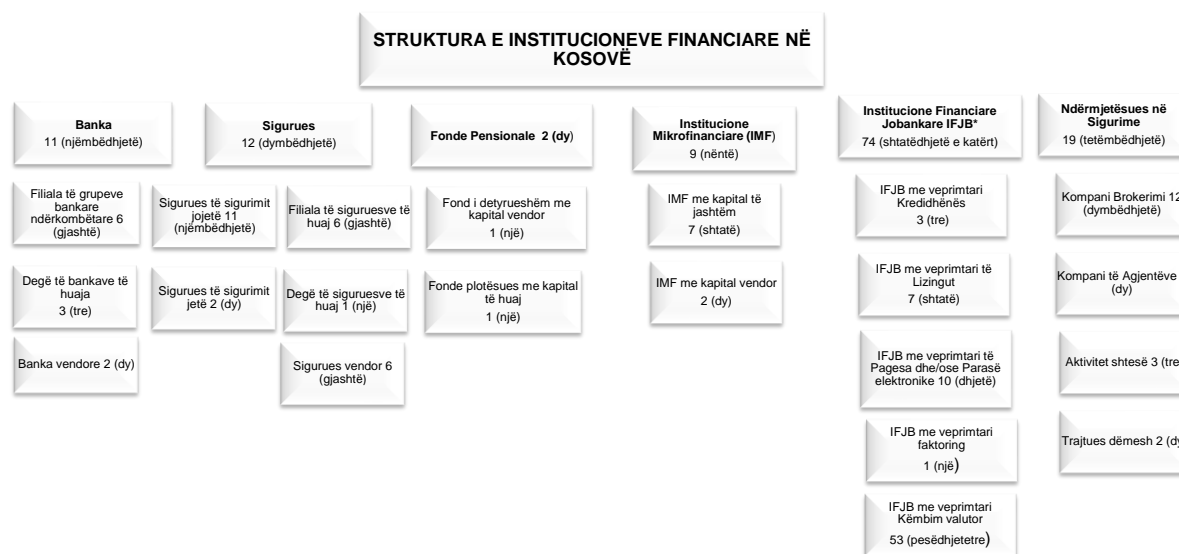 STRUKTURA E INSTITUCIONEVE FINANCIARE NË
KOSOVË
Banka
11 (njëmbëdhjetë)
Filiala të grupeve
bankare
ndërkombëtare 6
(gjashtë)
Degë të bankave të
huaja
3 (tre)
Banka vendore 2 (dy)
Sigurues
12 (dymbëdhjetë)
Sigurues të sigurimit
jojetë 11
(njëmbëdhjetë)
Sigurues të sigurimit
jetë 2 (dy)
Filiala të siguruesve të
huaj 6 (gjashtë)
Degë të siguruesve të
huaj 1 (një)
Sigurues vendor 6
(gjashtë)
Fonde Pensionale 2 (dy)
Fond i detyrueshëm me
kapital vendor
1 (një)
Fonde plotësues me kapital
të huaj
1 (një)
Institucione
Mikrofinanciare (IMF)
9 (nëntë)
IMF me kapital të
jashtëm
7 (shtatë)
IMF me kapital vendor
2 (dy)
Institucione Financiare
Jobankare IFJB*
74 (shtatëdhjetë e katërt)
IFJB me veprimtari
Kredidhënës
3 (tre)
IFJB me veprimtari të
Lizingut
7 (shtatë)
IFJB me veprimtari të
Pagesa dhe/ose Parasë
elektronike 10 (dhjetë)
IFJB me veprimtari
faktoring
1 (një)
IFJB me veprimtari
Këmbim valutor
53 (pesëdhjetetre)
Ndërmjetësues në
Sigurime
19 (tetëmbëdhjetë)
Kompani Brokerimi 12
(dymbëdhjetë)
Kompani të Agjentëve
(dy)
Aktivitet shtesë 3 (tre
Trajtues dëmesh 2 (dy